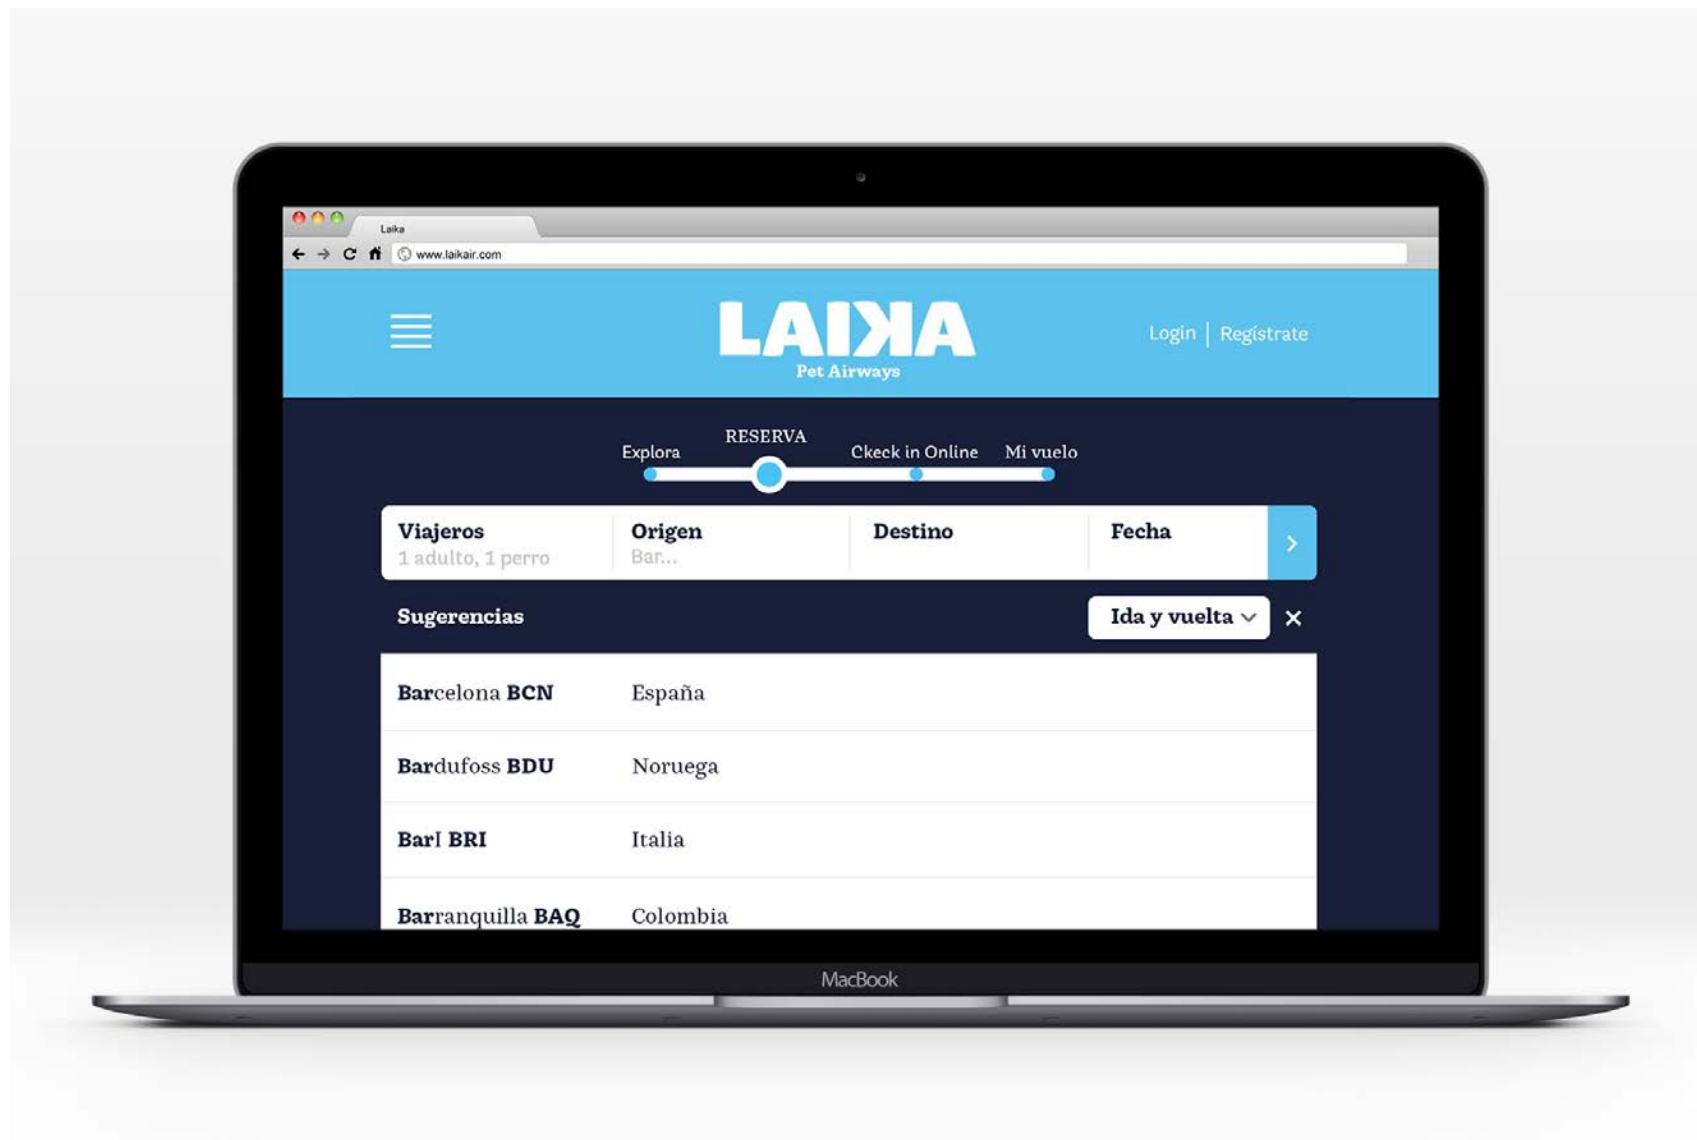 Laika
www.laikair.com
LAIKA
Pet Airways
Login | Regístrate
Explora
RESERVA
Ckeck in Online
Mi vuelo
Viajeros
1 adulto, 1 perro
Origen
Bar...
Destino
Fecha
Sugerencias
Ida y vuelta
Barcelona BCN España
Bardufoss BDU Noruega
BarI BRI Italia
Barranquilla BAQ Colombia
MacBook